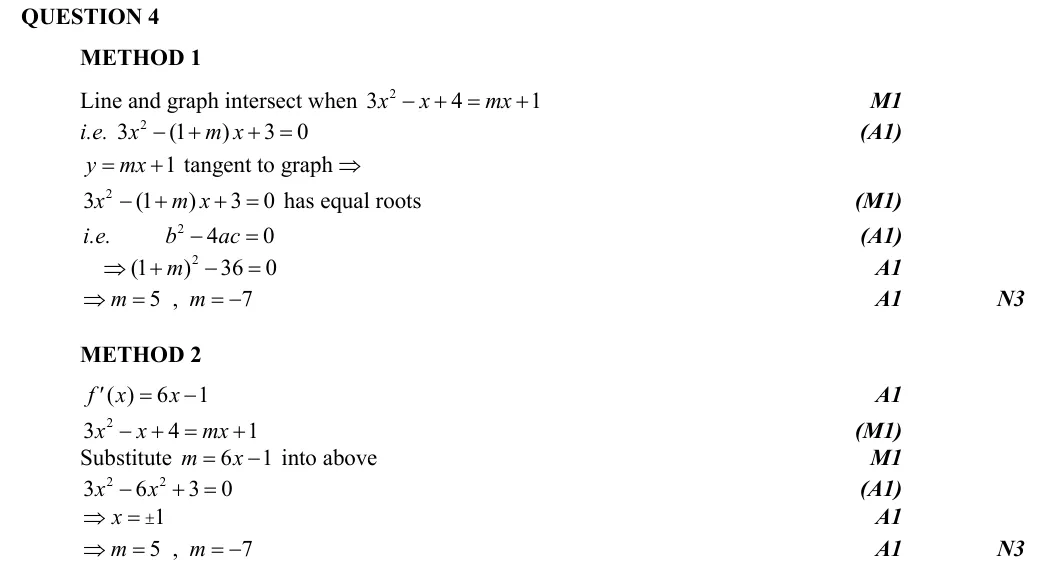 QUESTION 4
METHOD 1
Line and graph intersect when 3x² − x + 4 = mx + 1 M1
i.e. 3x² − (1 + m)x + 3 = 0 (A1)
y = mx + 1 tangent to graph ⇒
3x² − (1 + m)x + 3 = 0 has equal roots (M1)
i.e. b² − 4ac = 0 (A1)
⇒ (1 + m)² − 36 = 0 A1
⇒ m = 5 , m = −7 A1 N3
METHOD 2
f′(x) = 6x − 1 A1
3x² − x + 4 = mx + 1 (M1)
Substitute m = 6x − 1 into above M1
3x² − 6x² + 3 = 0 (A1)
⇒ x = ±1 A1
⇒ m = 5 , m = −7 A1 N3